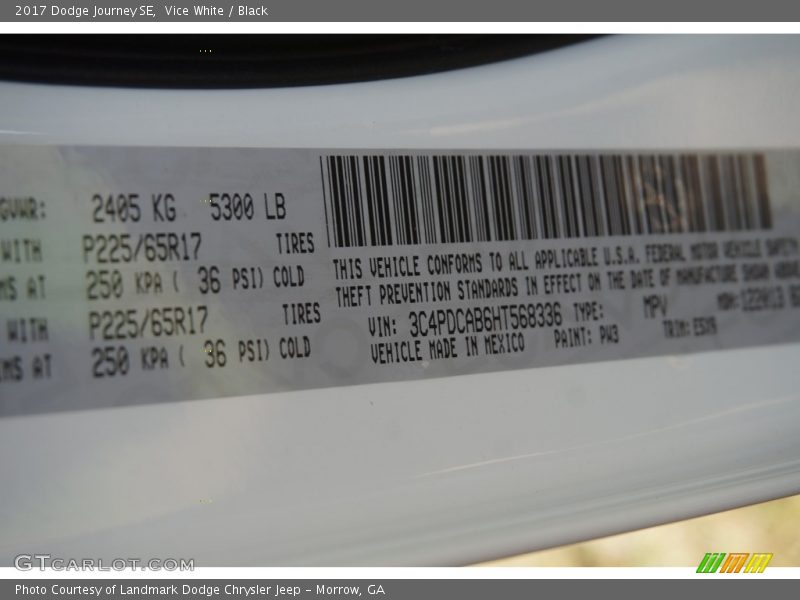 2017 Dodge Journey SE, Vice White / Black
GVWR: 2405 KG 5300 LB
WITH P225/65R17 TIRES
MS AT 250 KPA ( 36 PSI) COLD
WITH P225/65R17 TIRES
MS AT 250 KPA ( 36 PSI) COLD
THIS VEHICLE CONFORMS TO ALL APPLICABLE U.S.A. FEDERAL MOTOR VEHICLE SAFETY
THEFT PREVENTION STANDARDS IN EFFECT ON THE DATE OF MANUFACTURE SHOWN ABOVE
VIN: 3C4PDCAB6HT568336 TYPE: MPV
VEHICLE MADE IN MEXICO PAINT: PW3 TRIM:
GTCARLOT.COM
Photo Courtesy of Landmark Dodge Chrysler Jeep - Morrow, GA